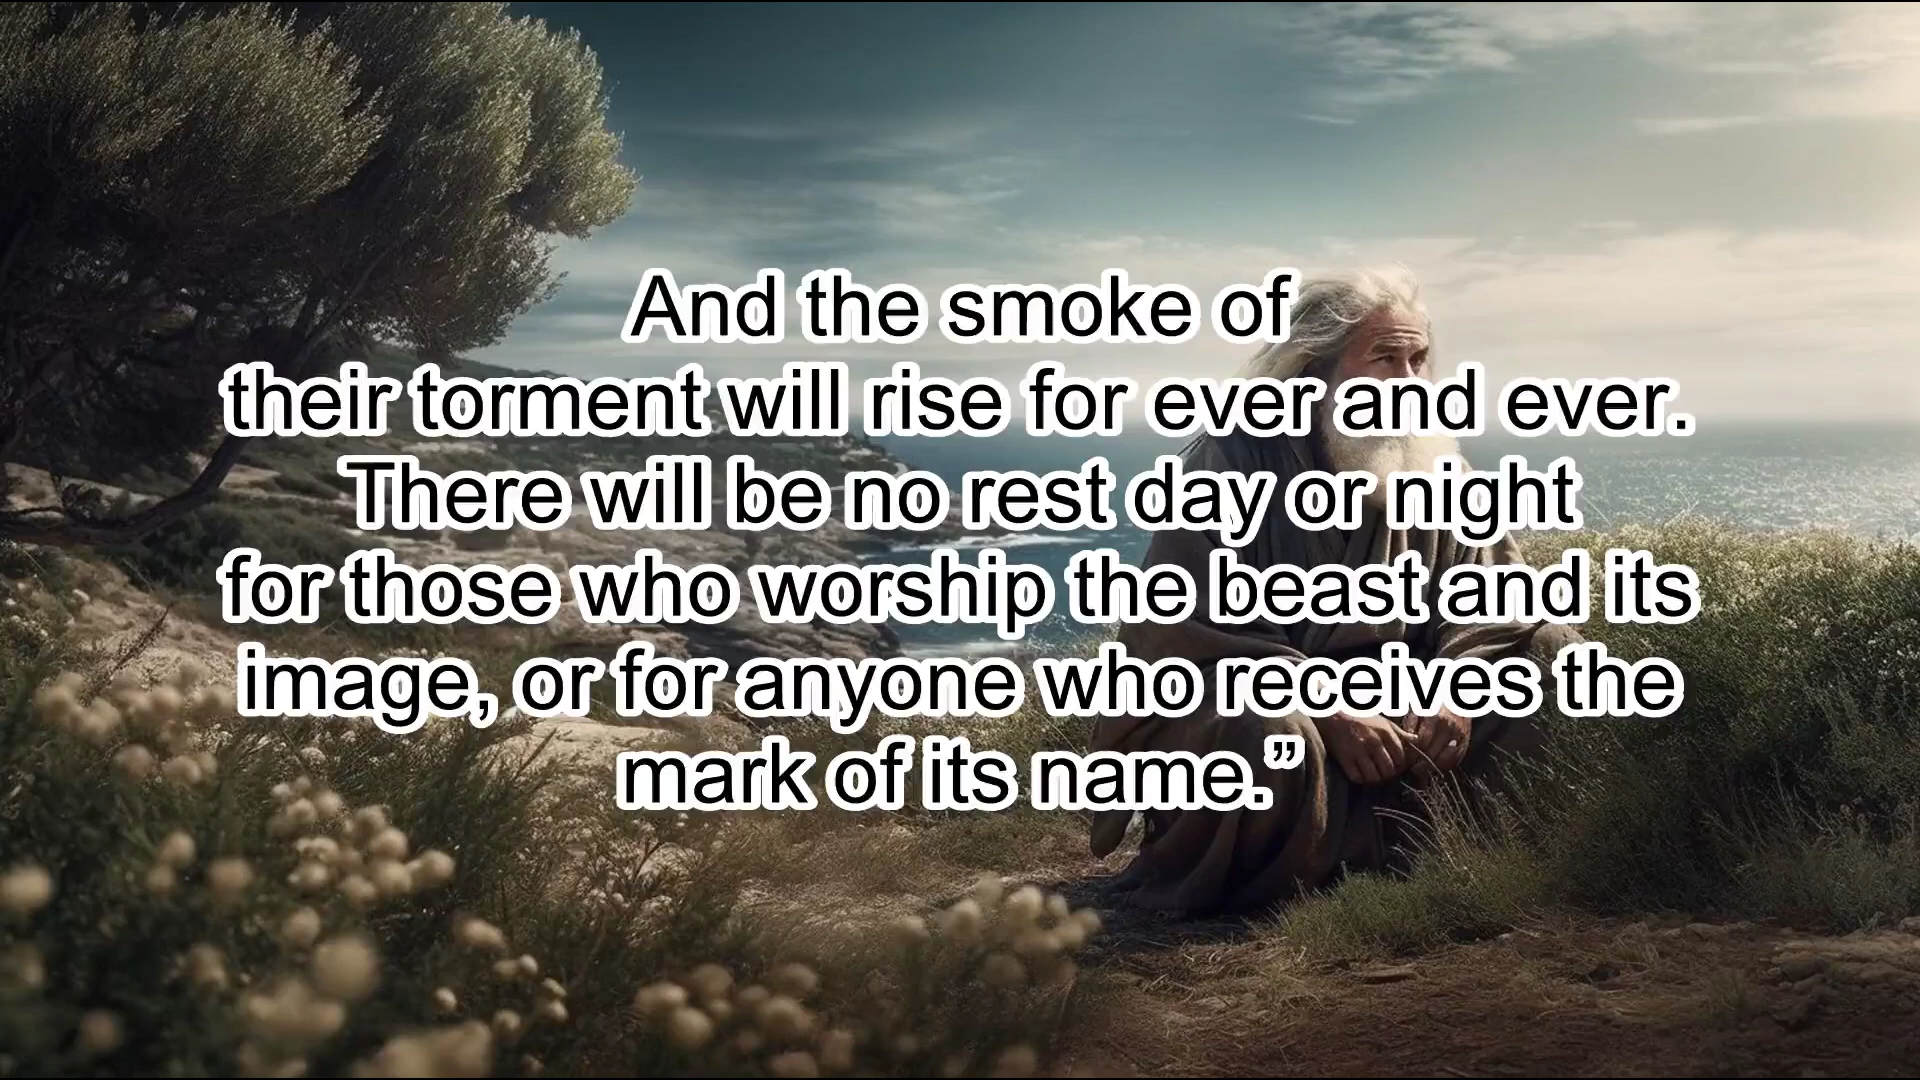 And the smoke of
their torment will rise for ever and ever.
There will be no rest day or night
for those who worship the beast and its
image, or for anyone who receives the
mark of its name.”